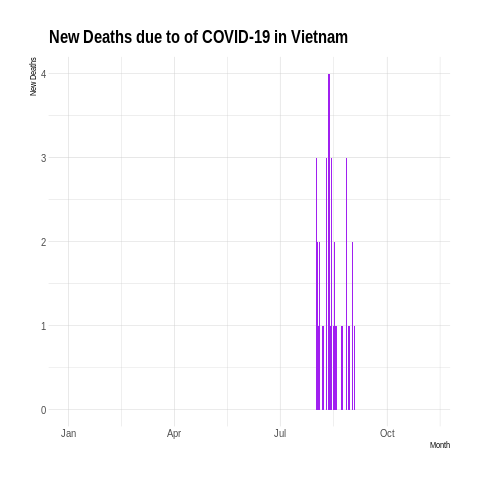 New Deaths due to of COVID-19 in Vietnam
New Deaths
4
3
2
1
0
Jan
Apr
Jul
Oct
Month